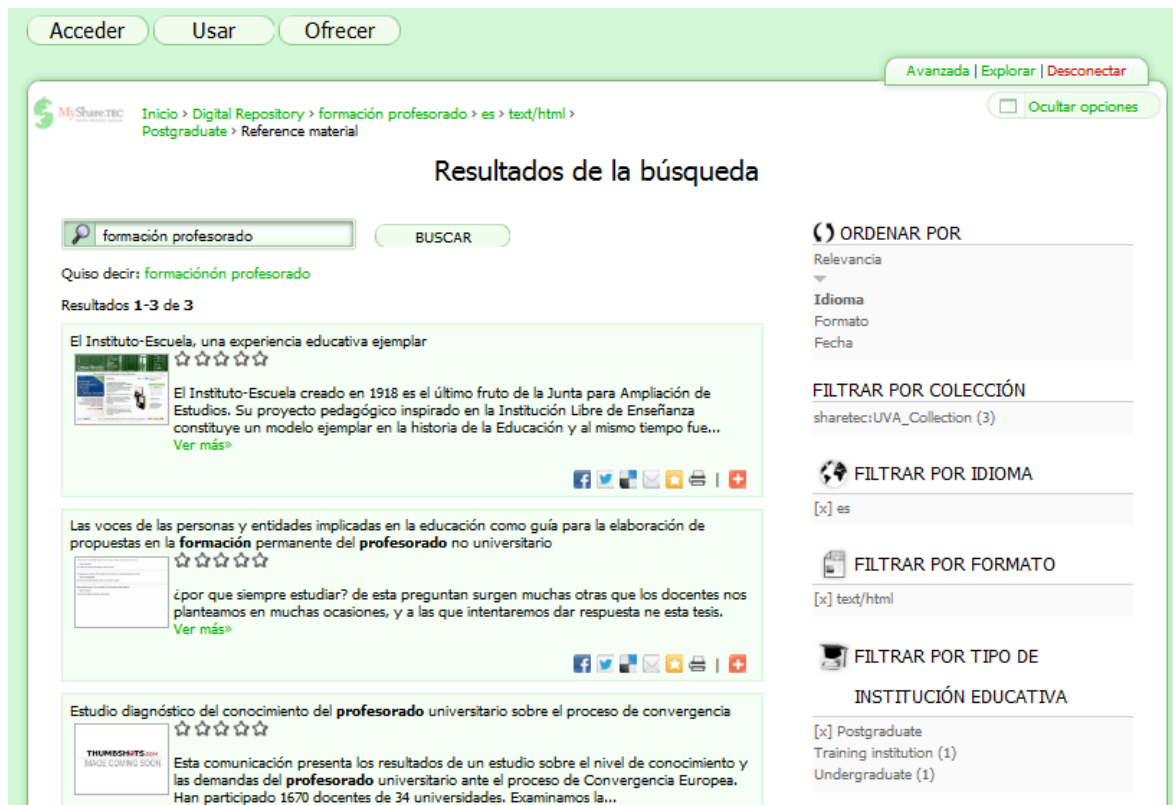 Acceder Usar Ofrecer
Avanzada | Explorar | Desconectar
MyShare:TEC
Inicio > Digital Repository > formación profesorado > es > text/html >
Postgraduate > Reference material
Ocultar opciones
Resultados de la búsqueda
formación profesorado BUSCAR
Quiso decir: formaciónón profesorado
Resultados 1-3 de 3
El Instituto-Escuela, una experiencia educativa ejemplar
El Instituto-Escuela creado en 1918 es el último fruto de la Junta para Ampliación de
Estudios. Su proyecto pedagógico inspirado en la Institución Libre de Enseñanza
constituye un modelo ejemplar en la historia de la Educación y al mismo tiempo fue...
Ver más»
Las voces de las personas y entidades implicadas en la educación como guía para la elaboración de
propuestas en la formación permanente del profesorado no universitario
¿por que siempre estudiar? de esta preguntan surgen muchas otras que los docentes nos
planteamos en muchas ocasiones, y a las que intentaremos dar respuesta ne esta tesis.
Ver más»
Estudio diagnóstico del conocimiento del profesorado universitario sobre el proceso de convergencia
THUMBSHOTS.COM
IMAGE COMING SOON
Esta comunicación presenta los resultados de un estudio sobre el nivel de conocimiento y
las demandas del profesorado universitario ante el proceso de Convergencia Europea.
Han participado 1670 docentes de 34 universidades. Examinamos la...
ORDENAR POR
Relevancia
Idioma
Formato
Fecha
FILTRAR POR COLECCIÓN
sharetec:UVA_Collection (3)
FILTRAR POR IDIOMA
[x] es
FILTRAR POR FORMATO
[x] text/html
FILTRAR POR TIPO DE
INSTITUCIÓN EDUCATIVA
[x] Postgraduate
Training institution (1)
Undergraduate (1)